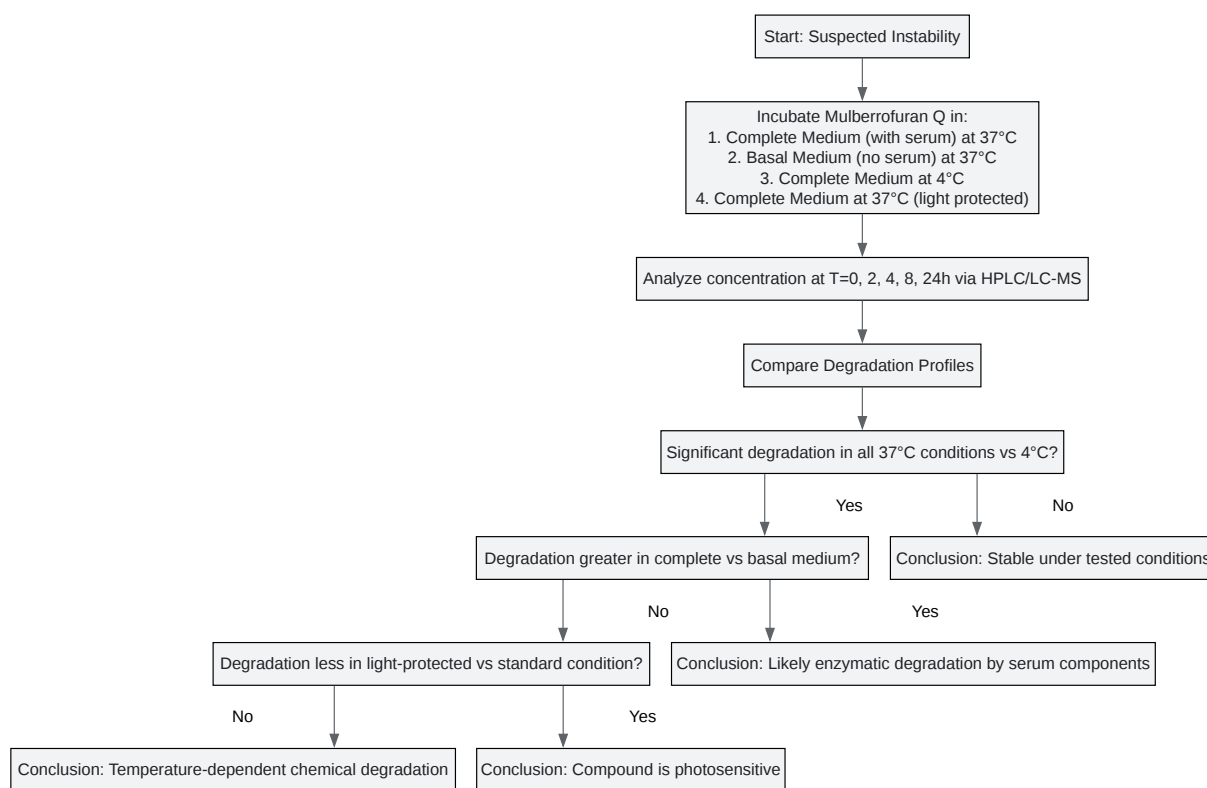 Start: Suspected Instability
Incubate Mulberrofuran Q in:
1. Complete Medium (with serum) at 37°C
2. Basal Medium (no serum) at 37°C
3. Complete Medium at 4°C
4. Complete Medium at 37°C (light protected)
Analyze concentration at T=0, 2, 4, 8, 24h via HPLC/LC-MS
Compare Degradation Profiles
Significant degradation in all 37°C conditions vs 4°C?
Yes
No
Degradation greater in complete vs basal medium?
Conclusion: Stable under tested conditions
No
Yes
Degradation less in light-protected vs standard condition?
Conclusion: Likely enzymatic degradation by serum components
No
Yes
Conclusion: Temperature-dependent chemical degradation
Conclusion: Compound is photosensitive